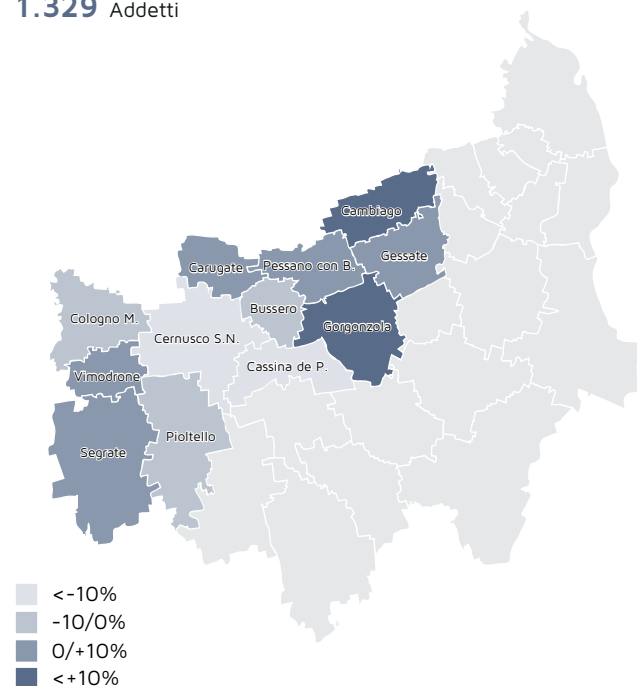 1.329 Addetti
Cambiago
Gessate
Carugate
Pessano con B.
Bussero
Cologno M.
Gorgonzola
Cernusco S.N.
Cassina de P.
Vimodrone
Pioltello
Segrate
<-10%
-10/0%
0/+10%
<+10%